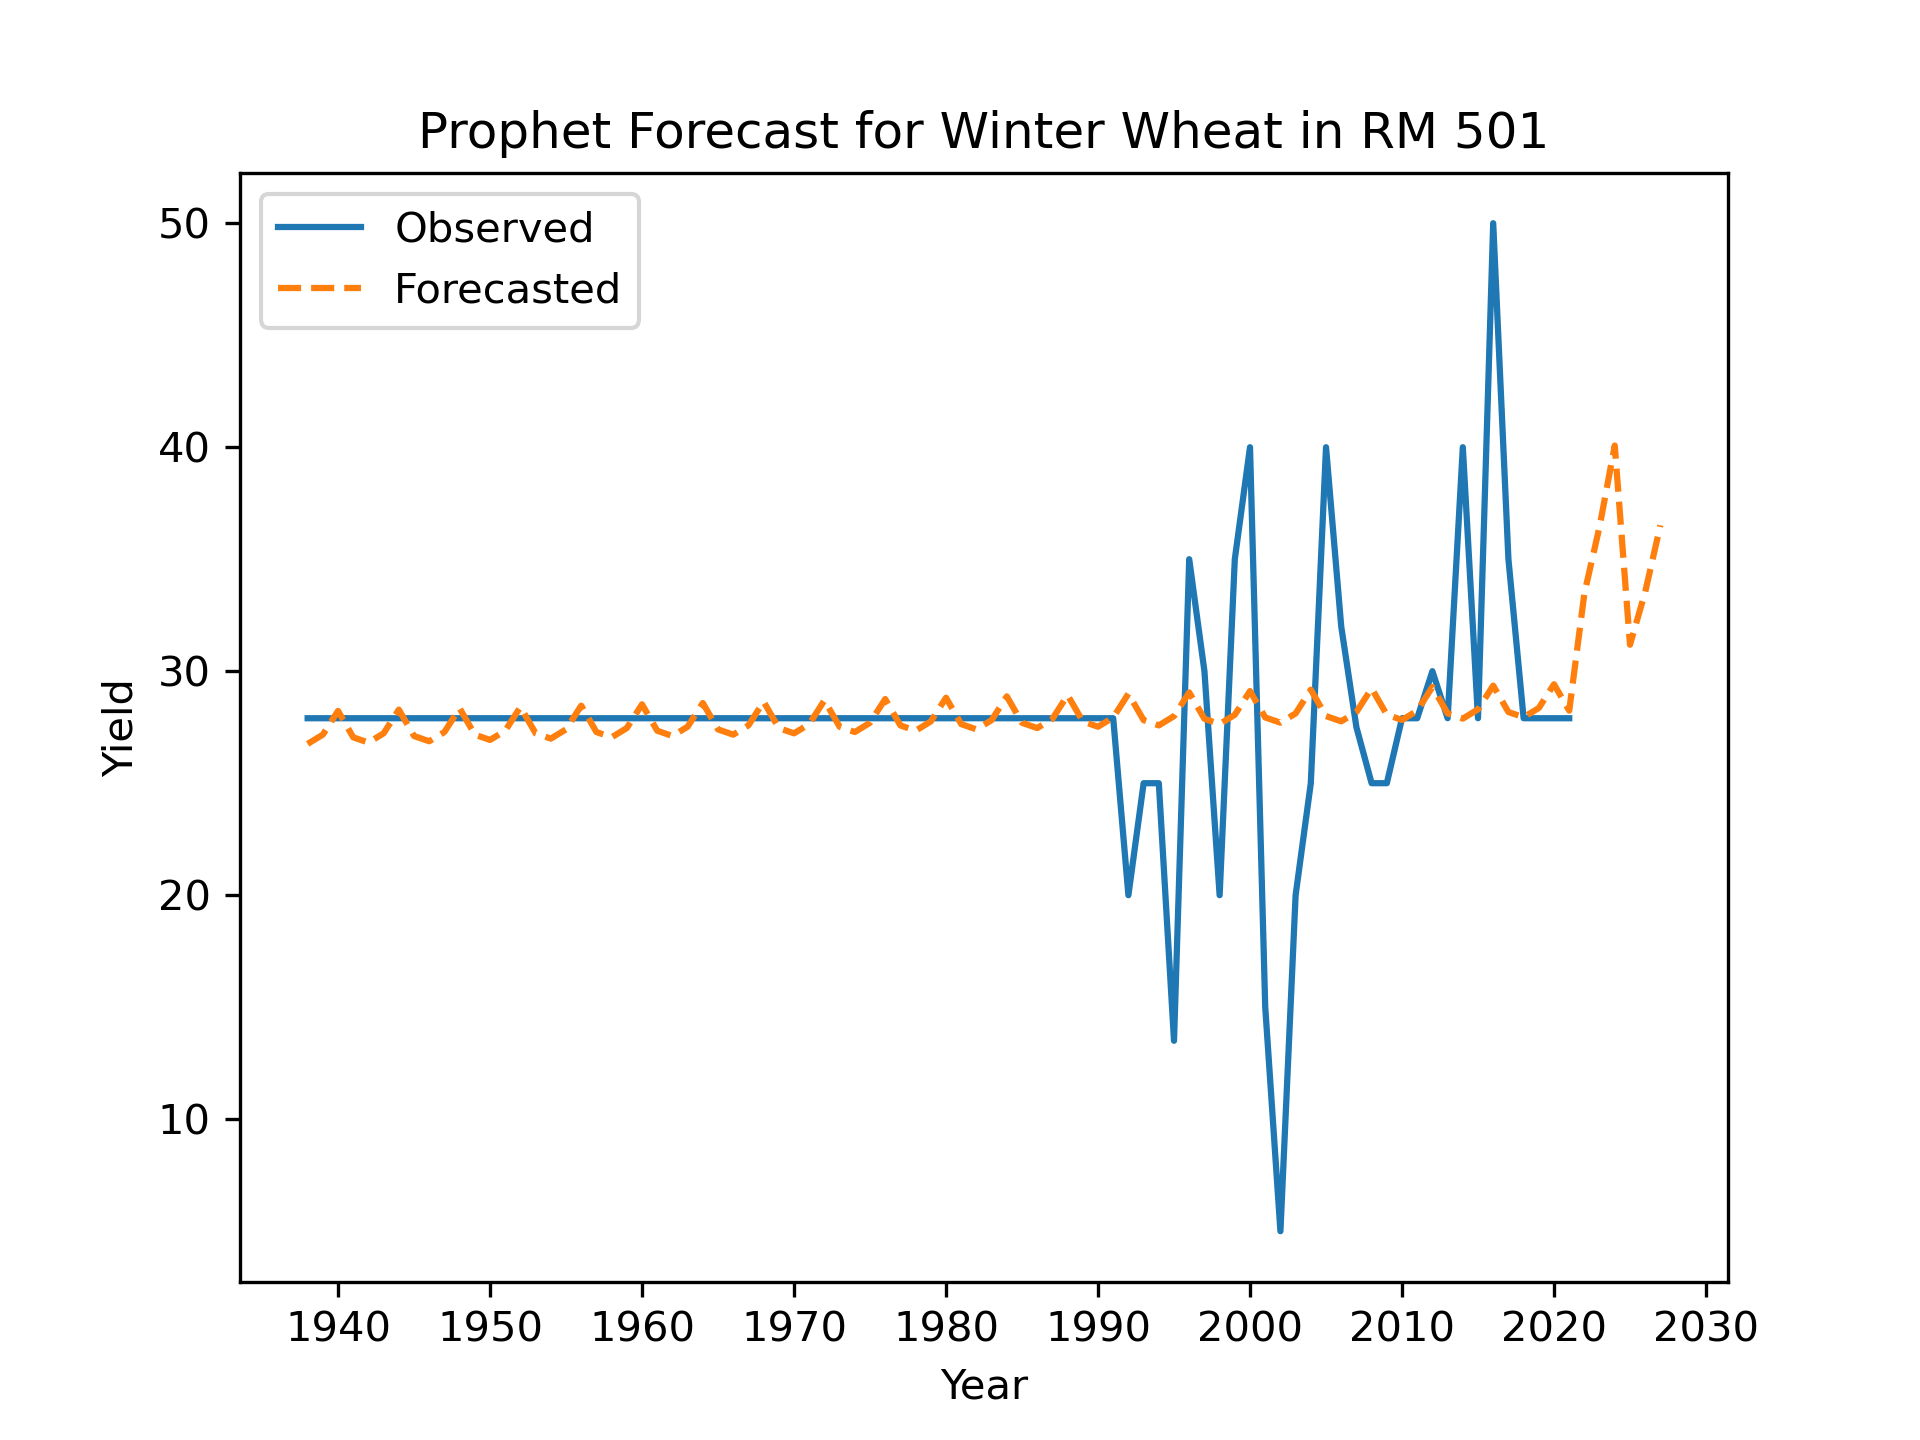 Prophet Forecast for Winter Wheat in RM 501
Observed
Forecasted
50
40
30
20
10
Yield
1940 1950 1960 1970 1980 1990 2000 2010 2020 2030
Year